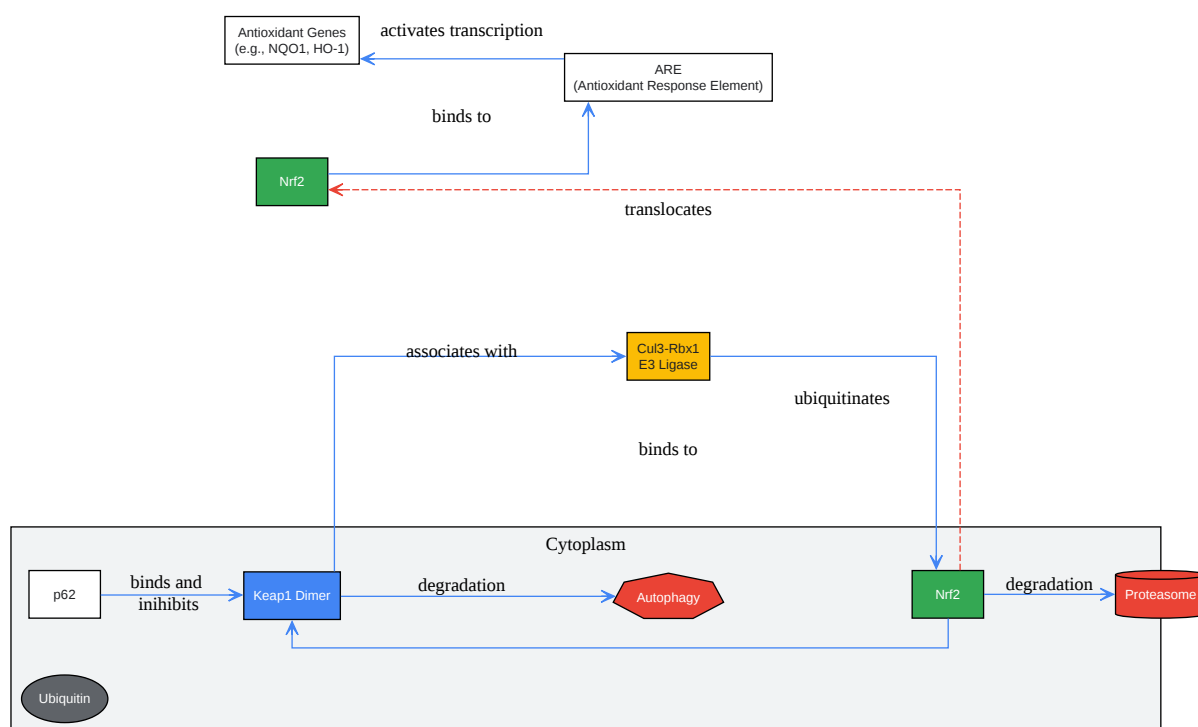 Antioxidant Genes
(e.g., NQO1, HO-1)
activates transcription
ARE
(Antioxidant Response Element)
binds to
Nrf2
translocates
associates with
Cul3-Rbx1
E3 Ligase
ubiquitinates
binds to
Cytoplasm
p62
binds and
inihibits
Keap1 Dimer
degradation
Autophagy
Nrf2
degradation
Proteasome
Ubiquitin